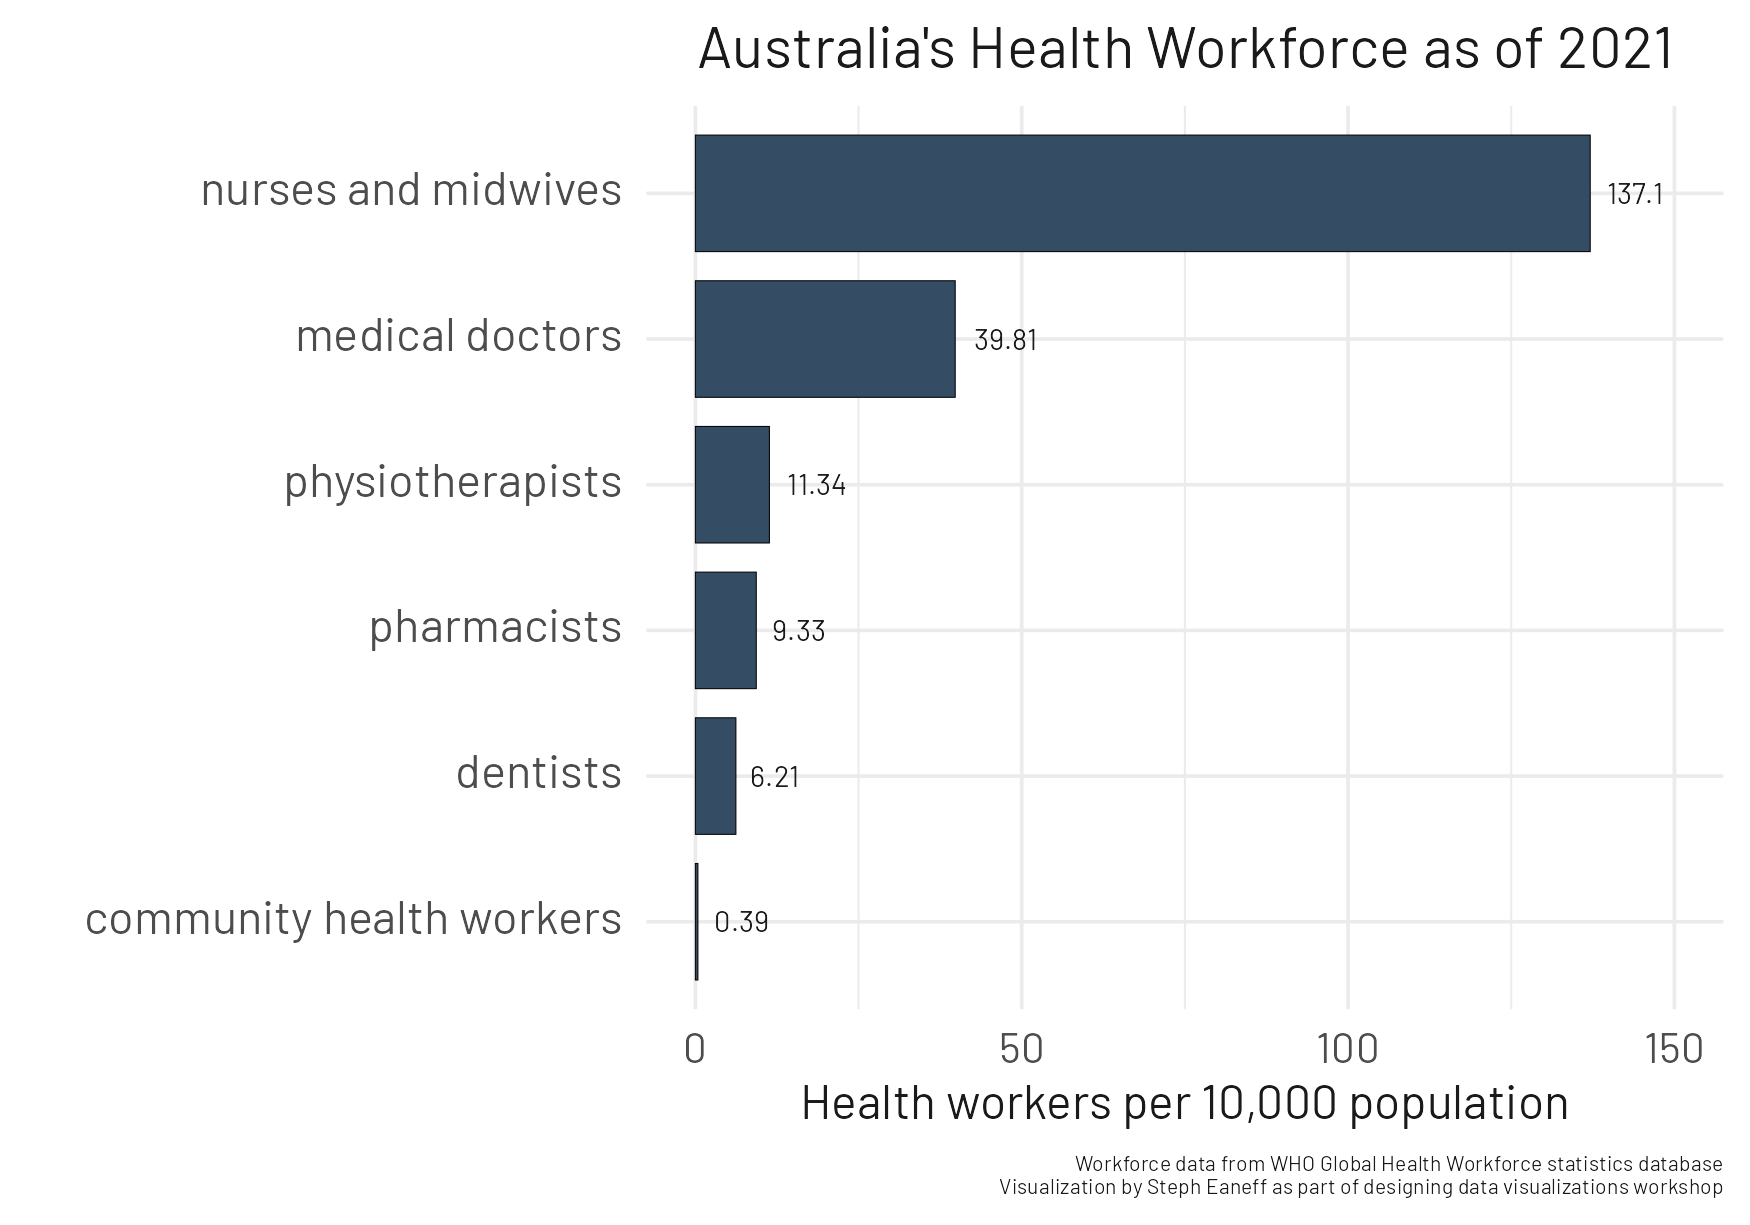 Australia's Health Workforce as of 2021
nurses and midwives
137.1
medical doctors
39.81
physiotherapists
11.34
pharmacists
9.33
dentists
6.21
community health workers
0.39
0 50 100 150
Health workers per 10,000 population
Workforce data from WHO Global Health Workforce statistics database
Visualization by Steph Eaneff as part of designing data visualizations workshop